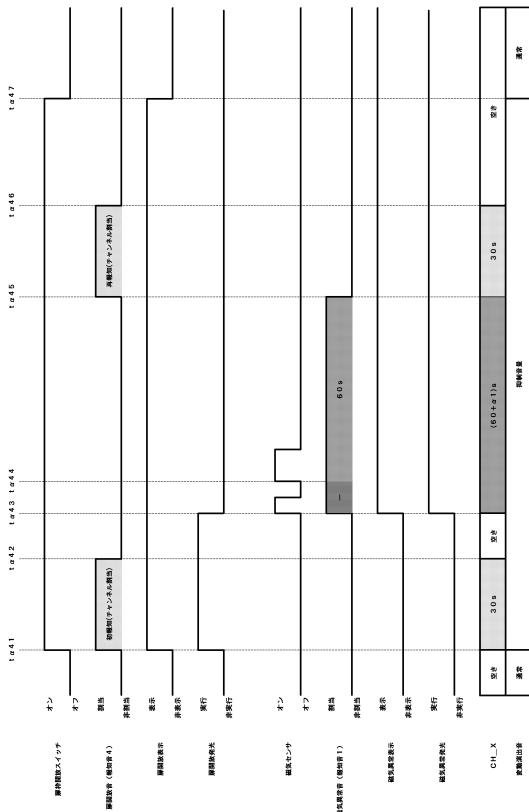 tα41 tα42 tα43 tα44 tα45 tα46 tα47
扉枠開放スイッチ
オン
オフ
扉開放音(報知音4)
割当
非割当
初報知(チャンネル割当)
再報知(チャンネル割当)
扉開放表示
表示
非表示
扉開放発光
実行
非実行
磁気センサ
オン
オフ
磁気異常音(報知音1)
割当
非割当
—
60s
磁気異常表示
表示
非表示
磁気異常発光
実行
非実行
CH_X
空き
30s
空き
(60+α1)s
30s
空き
変動演出音
通常
抑制音量
通常